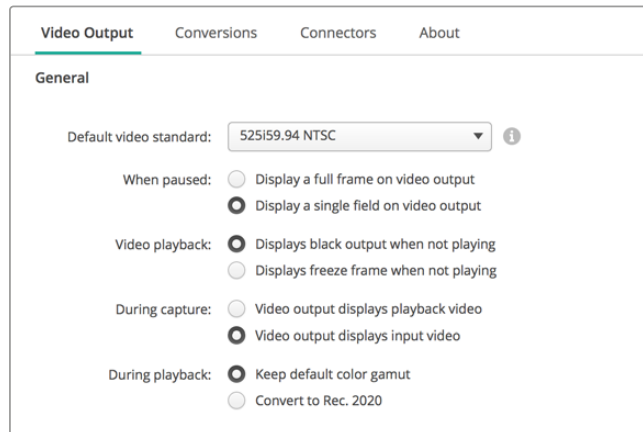 Video Output Conversions Connectors About
General
Default video standard: 525i59.94 NTSC
When paused: Display a full frame on video output
Display a single field on video output
Video playback: Displays black output when not playing
Displays freeze frame when not playing
During capture: Video output displays playback video
Video output displays input video
During playback: Keep default color gamut
Convert to Rec. 2020